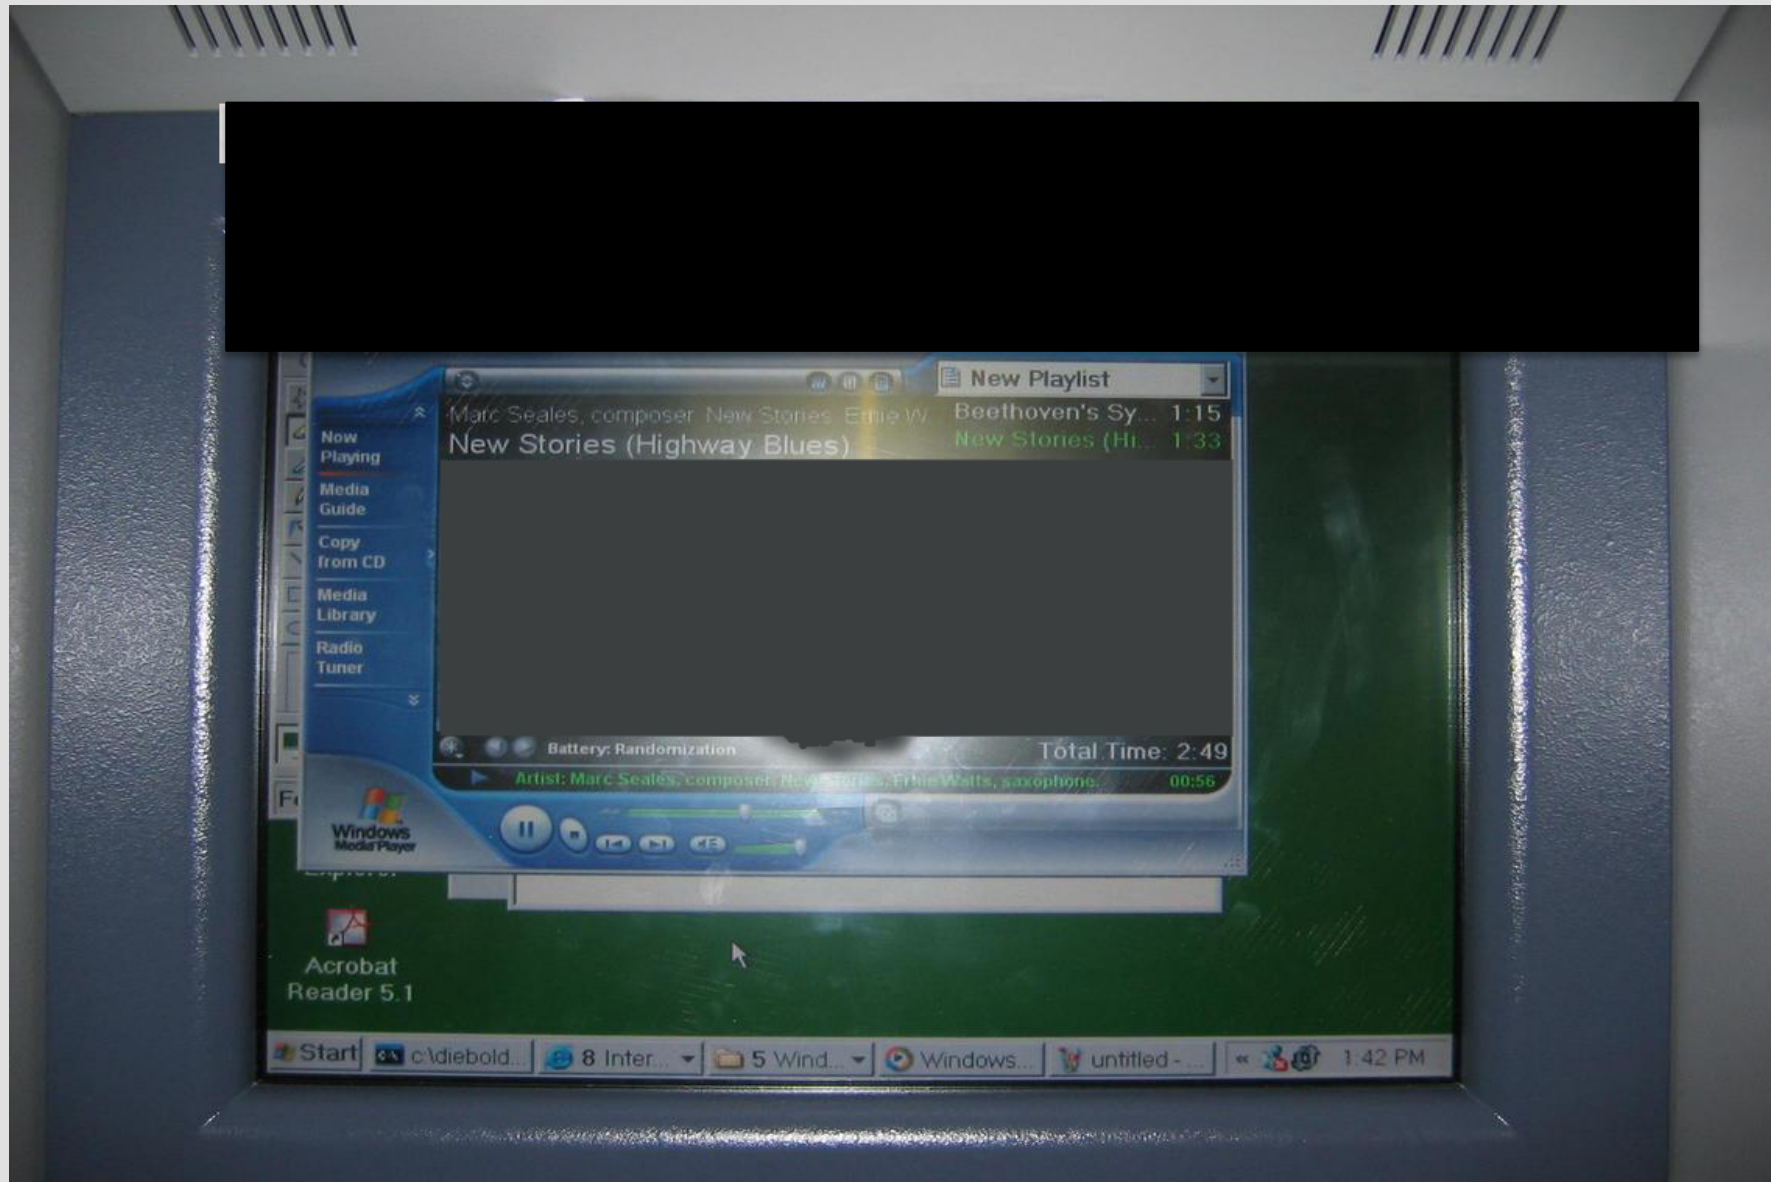 New Playlist
Marc Seales, composer. New Stories. Ernie W...
Beethoven's Sy... 1:15
New Stories (Highway Blues)
New Stories (Hi... 1:33
Now
Playing
Media
Guide
Copy
from CD
Media
Library
Radio
Tuner
Battery: Randomization
Total Time: 2:49
Artist: Marc Seales, composer. New Stories. Ernie Watts, saxophone.
00:56
Windows
Media Player
Acrobat
Reader 5.1
Start
c:\diebold...
8 Inter...
5 Wind...
Windows...
untitled - ...
«
1:42 PM